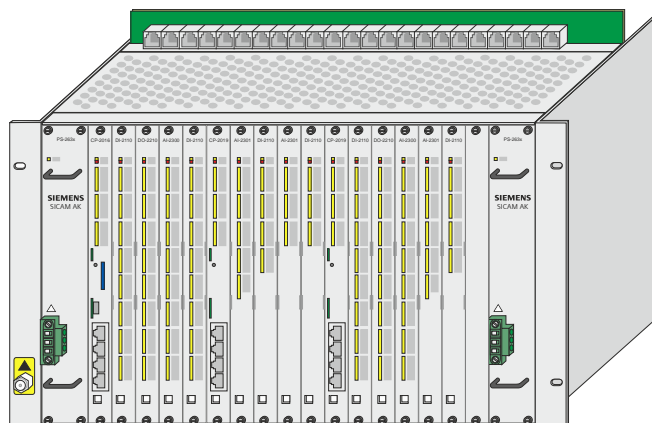 PS-263x CP-2016 DI-2110 DO-2210 AI-2300 DI-2110 CP-2019 AI-2301 DI-2110 AI-2301 DI-2110 CP-2019 DI-2110 DO-2210 AI-2300 AI-2301 DI-2110 PS-263x
SIEMENS SIEMENS
SICAM AK SICAM AK